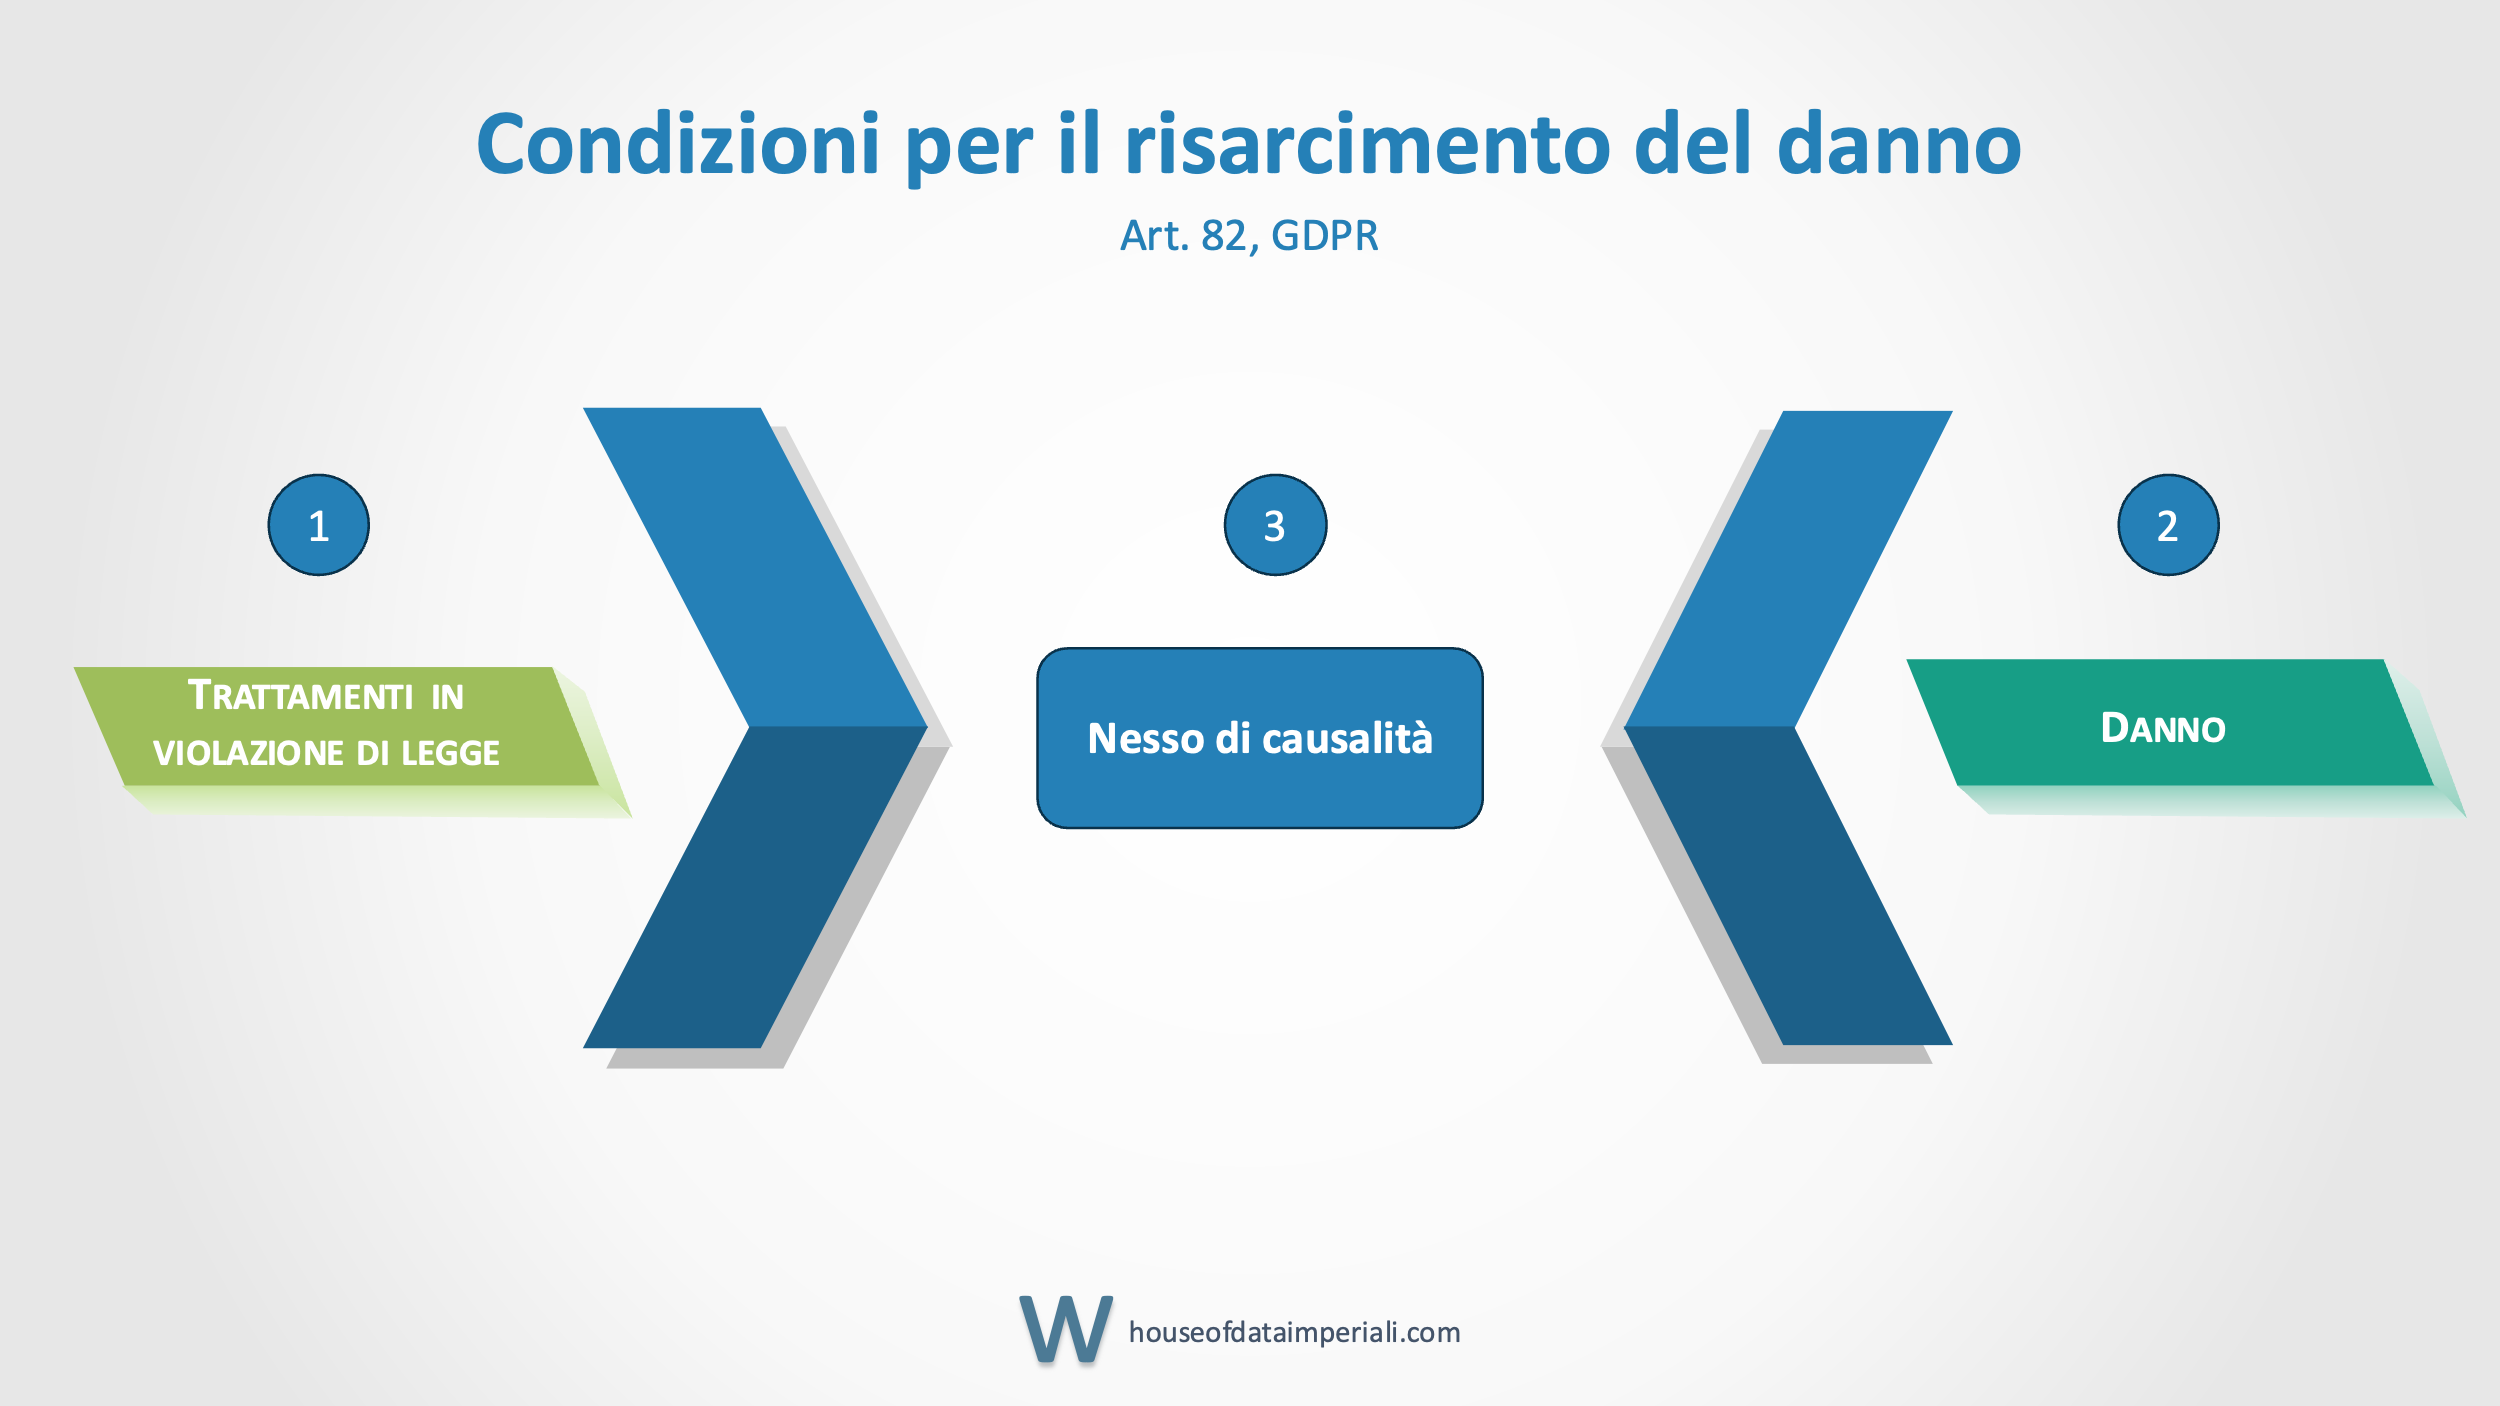 Condizioni per il risarcimento del danno
Art. 82, GDPR
1
Trattamenti in
violazione di legge
3
Nesso di causalità
2
Danno
W houseofdataimperiali.com